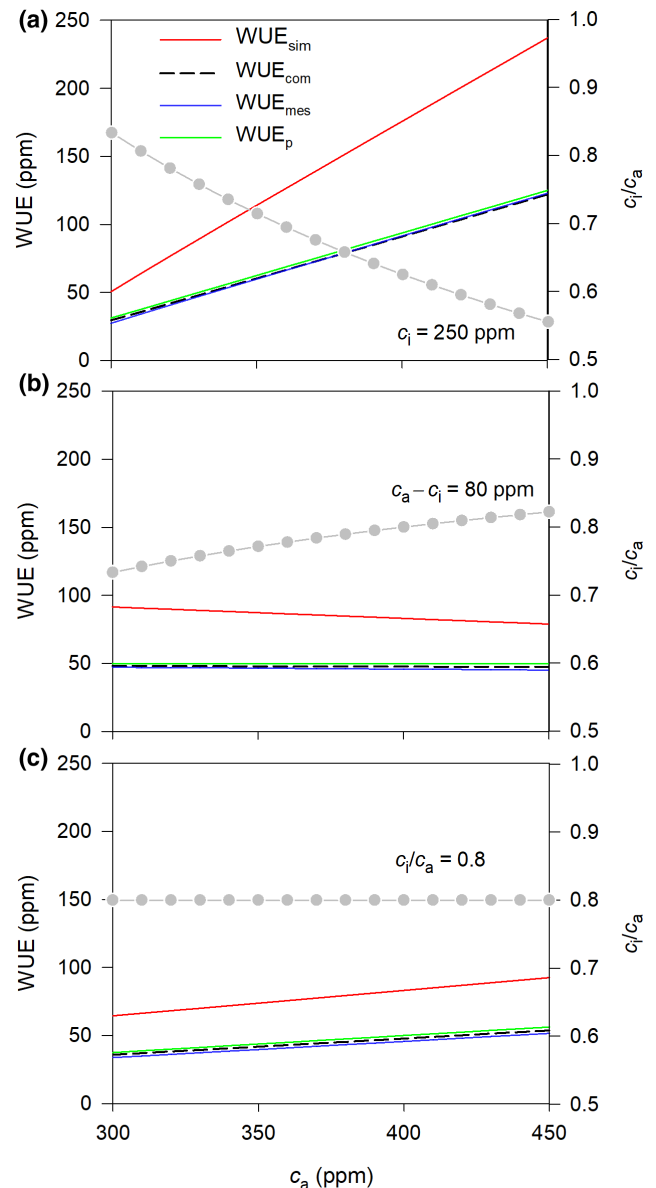 (a)
250
200
150
100
50
0
WUE (ppm)
WUEsim
WUEcom
WUEmes
WUEp
1.0
0.9
0.8
0.7
0.6
0.5
ci/ca
ci = 250 ppm
(b)
250
200
150
100
50
0
WUE (ppm)
ca – ci = 80 ppm
1.0
0.9
0.8
0.7
0.6
0.5
ci/ca
(c)
250
200
150
100
50
0
WUE (ppm)
ci/ca = 0.8
1.0
0.9
0.8
0.7
0.6
0.5
ci/ca
300 350 400 450
ca (ppm)